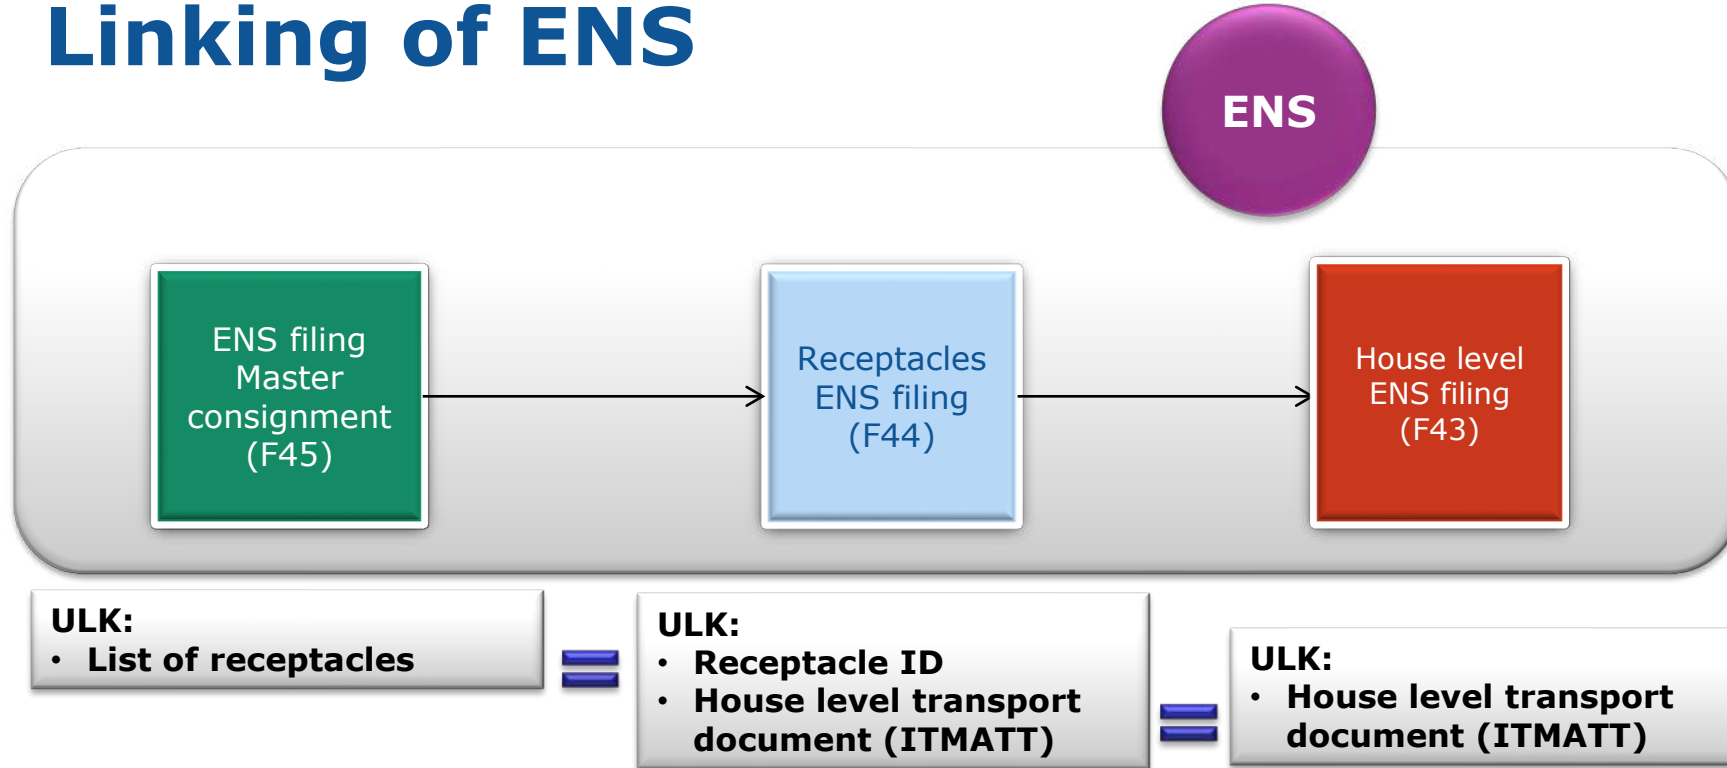 Linking of ENS
ENS
ENS filing
Master
consignment
(F45)
Receptacles
ENS filing
(F44)
House level
ENS filing
(F43)
ULK:
• List of receptacles
ULK:
• Receptacle ID
• House level transport
document (ITMATT)
ULK:
• House level transport
document (ITMATT)